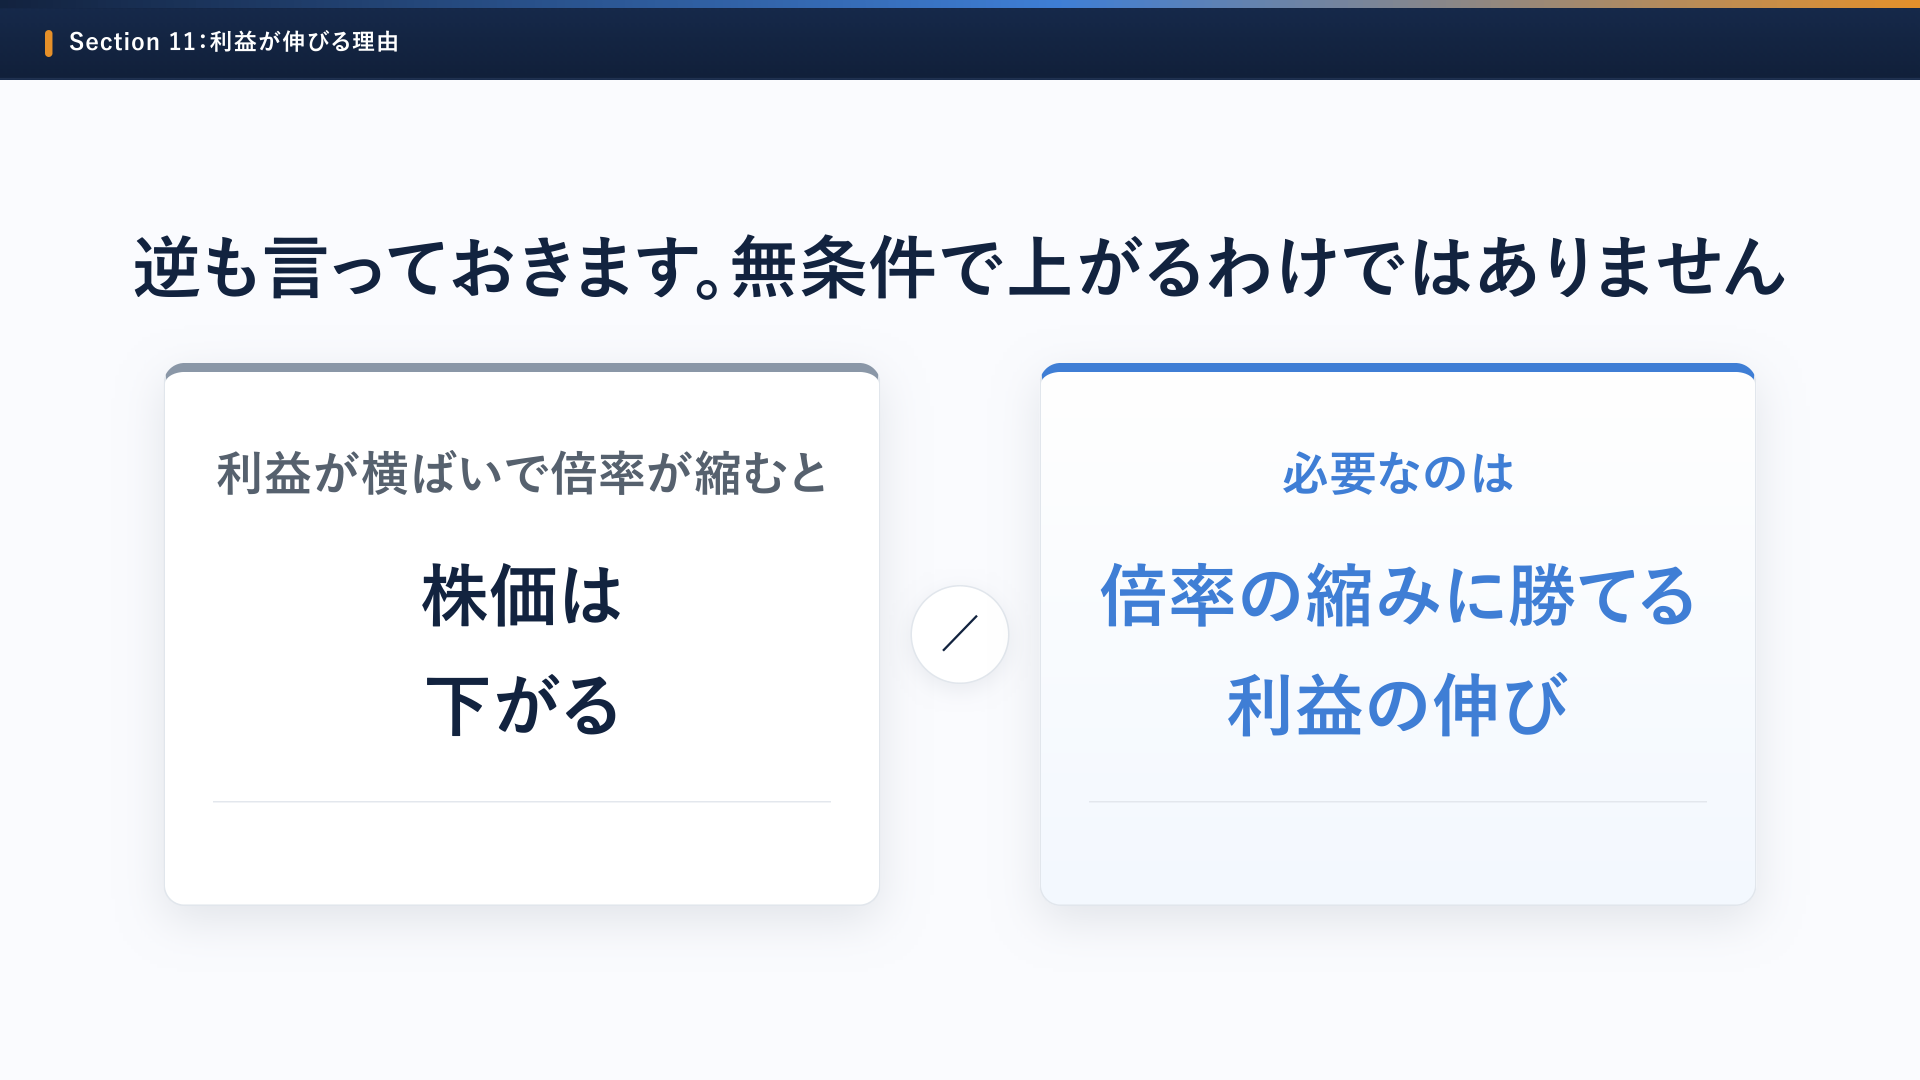 Section 11：利益が伸びる理由
逆も言っておきます。無条件で上がるわけではありません
利益が横ばいで倍率が縮むと
株価は
下がる
／
必要なのは
倍率の縮みに勝てる
利益の伸び